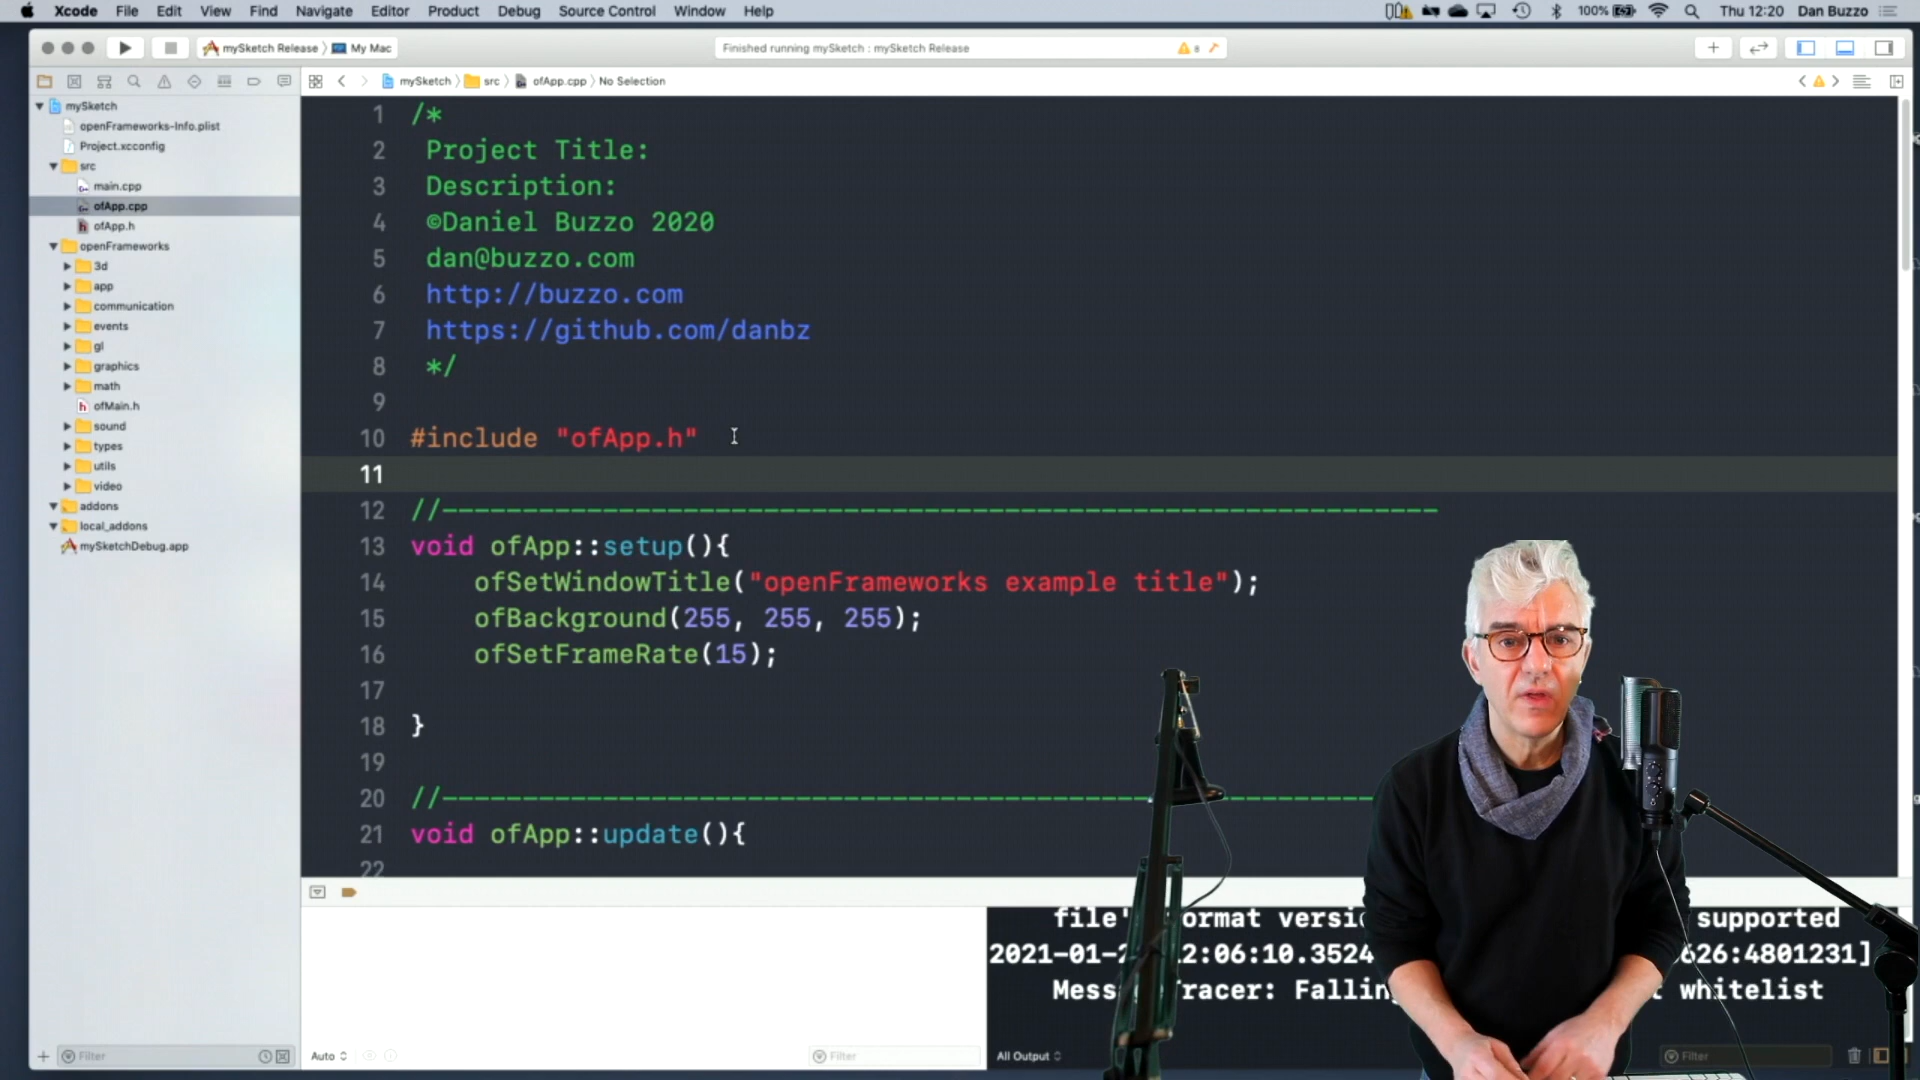 Xcode File Edit View Find Navigate Editor Product Debug Source Control Window Help 100% Thu 12:20 Dan Buzzo
mySketch Release My Mac
Finished running mySketch : mySketch Release 8
mySketch src ofApp.cpp No Selection
mySketch
openFrameworks-Info.plist
Project.xcconfig
src
main.cpp
ofApp.cpp
ofApp.h
openFrameworks
3d
app
communication
events
gl
graphics
math
ofMain.h
sound
types
utils
video
addons
local_addons
mySketchDebug.app
Filter
1 /*
2 Project Title:
3 Description:
4 ©Daniel Buzzo 2020
5 dan@buzzo.com
6 http://buzzo.com
7 https://github.com/danbz
8 */
9
10 #include "ofApp.h"
11
12 //--------------------------------------------------------------
13 void ofApp::setup(){
14 ofSetWindowTitle("openFrameworks example title");
15 ofBackground(255, 255, 255);
16 ofSetFrameRate(15);
17
18 }
19
20 //--------------------------------------------------------------
21 void ofApp::update(){
22
Auto
Filter
file' format supported
2021-01-2 12:06:10.3524 626:4801231]
whitelist
All Output
Filter